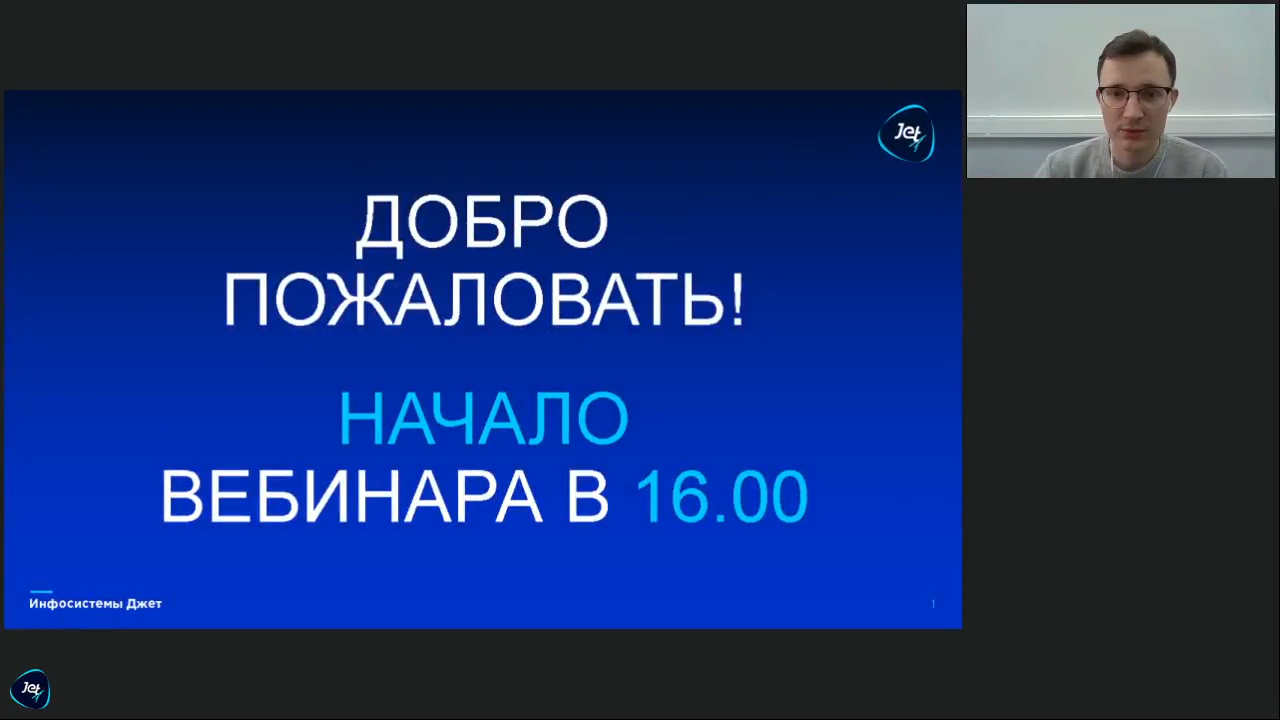 Jet
ДОБРО
ПОЖАЛОВАТЬ!
НАЧАЛО
ВЕБИНАРА В 16.00
Инфосистемы Джет
1
Jet